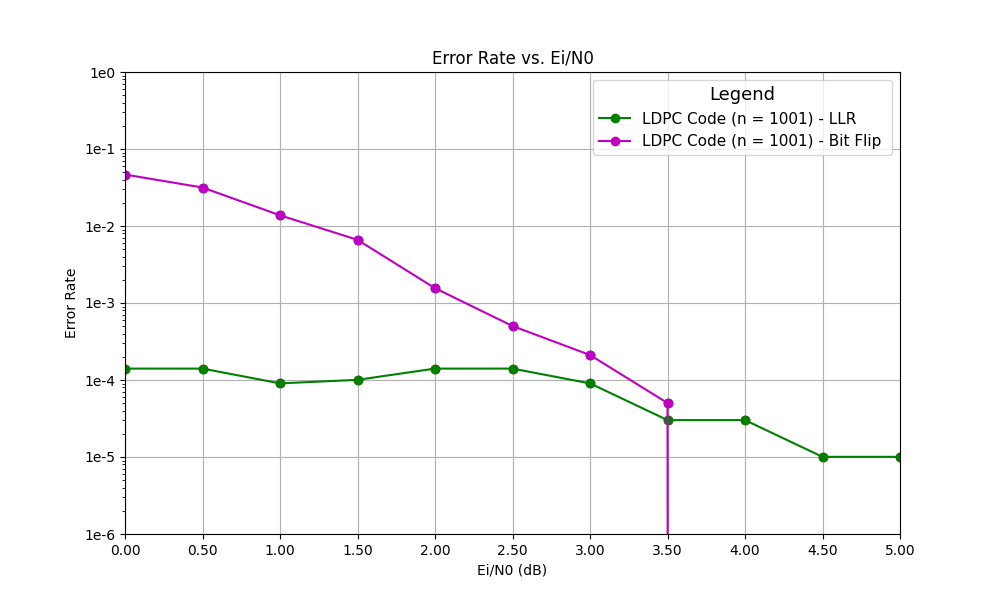 Error Rate vs. Ei/N0
Legend
LDPC Code (n = 1001) - LLR
LDPC Code (n = 1001) - Bit Flip
Error Rate
1e0
1e-1
1e-2
1e-3
1e-4
1e-5
1e-6
0.00 0.50 1.00 1.50 2.00 2.50 3.00 3.50 4.00 4.50 5.00
Ei/N0 (dB)